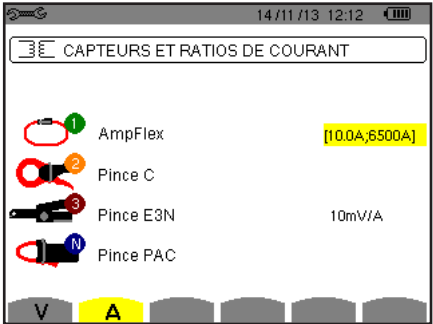 14/11/13 12:12
CAPTEURS ET RATIOS DE COURANT
1 AmpFlex [10.0A;6500A]
2 Pince C
3 Pince E3N 10mV/A
N Pince PAC
V A